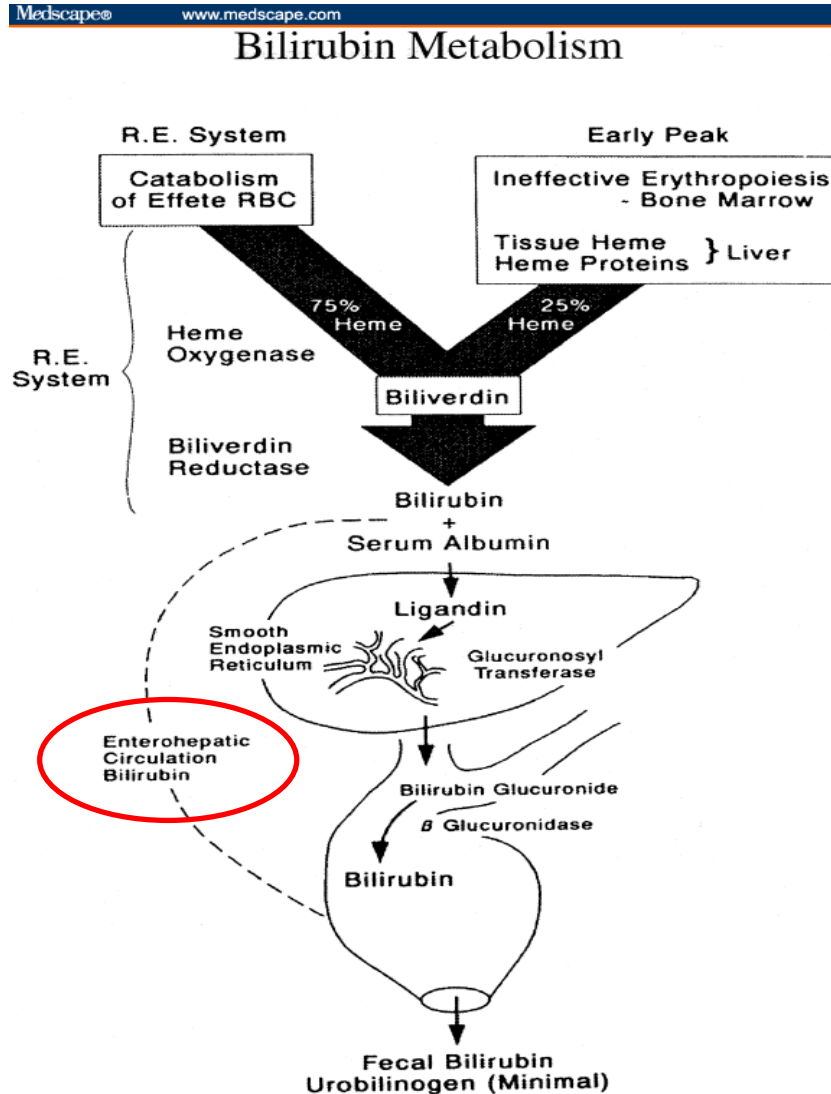 Medscape® www.medscape.com
Bilirubin Metabolism
R.E. System
Early Peak
Catabolism
of Effete RBC
Ineffective Erythropoiesis
- Bone Marrow
Tissue Heme
Heme Proteins } Liver
75%
Heme
25%
Heme
Heme
Oxygenase
R.E.
System
Biliverdin
Biliverdin
Reductase
Bilirubin
+
Serum Albumin
Ligandin
Smooth
Endoplasmic
Reticulum
Glucuronosyl
Transferase
Enterohepatic
Circulation
Bilirubin
Bilirubin Glucuronide
β Glucuronidase
Bilirubin
Fecal Bilirubin
Urobilinogen (Minimal)